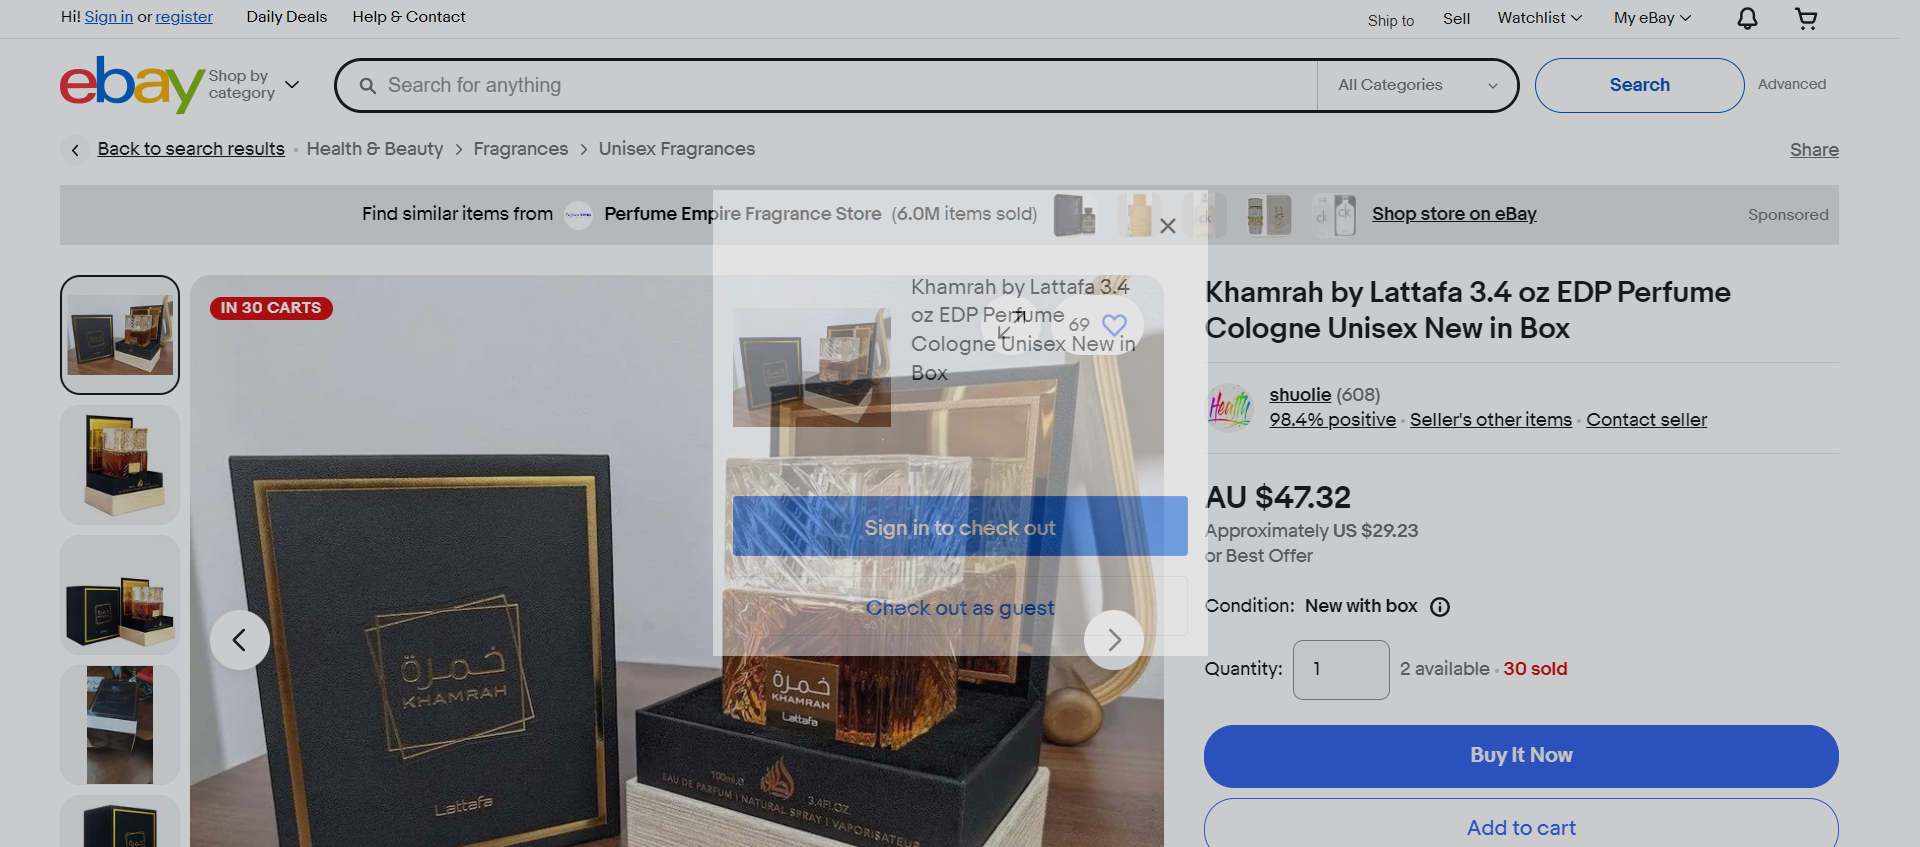 Hi! Sign in or register
Daily Deals
Help & Contact
Ship to
Sell
Watchlist
My eBay
ebay
Shop by
category
Search for anything
All Categories
Search
Advanced
Back to search results
Health & Beauty
Fragrances
Unisex Fragrances
Share
Find similar items from
Perfume Empire Fragrance Store (6.0M items sold)
Shop store on eBay
Sponsored
IN 30 CARTS
69
Khamrah by Lattafa 3.4
oz EDP Perfume
Cologne Unisex New in
Box
Sign in to check out
Check out as guest
خمرة
KHAMRAH
Lattafa
خمرة
KHAMRAH
Lattafa
100ml.e
3.4Fl.OZ.
EAU DE PARFUM | NATURAL SPRAY | VAPORISATEUR
Khamrah by Lattafa 3.4 oz EDP Perfume
Cologne Unisex New in Box
Healthy
shuolie (608)
98.4% positive · Seller's other items · Contact seller
AU $47.32
Approximately US $29.23
or Best Offer
Condition: New with box
Quantity: 1 2 available · 30 sold
Buy It Now
Add to cart